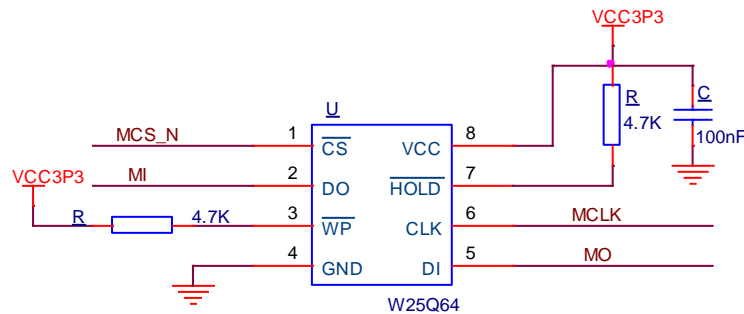 VCC3P3
U
R
C
4.7K
100nF
MCS_N
1
CS
VCC
8
VCC3P3
MI
2
DO
HOLD
7
R
4.7K
3
WP
CLK
6
MCLK
4
GND
DI
5
MO
W25Q64